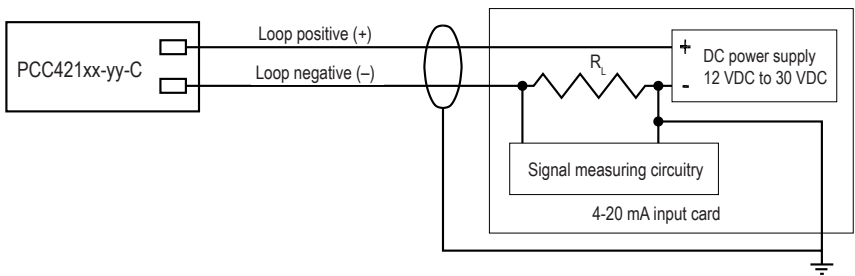 Loop positive (+)
PCC421xx-yy-C
Loop negative (–)
R_L
+
-
DC power supply
12 VDC to 30 VDC
Signal measuring circuitry
4-20 mA input card